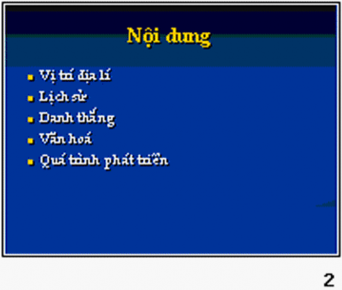 Nội dung
Vị trí địa lí
Lịch sử
Danh thắng
Văn hoá
Quá trình phát triển
2